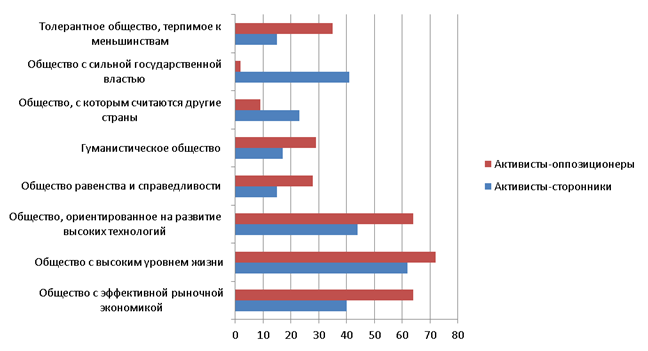 Толерантное общество, терпимое к
меньшинствам
Общество с сильной государственной
властью
Общество, с которым считаются другие
страны
Гуманистическое общество
Общество равенства и справедливости
Общество, ориентированное на развитие
высоких технологий
Общество с высоким уровнем жизни
Общество с эффективной рыночной
экономикой
0 10 20 30 40 50 60 70 80
Активисты-оппозиционеры
Активисты-сторонники